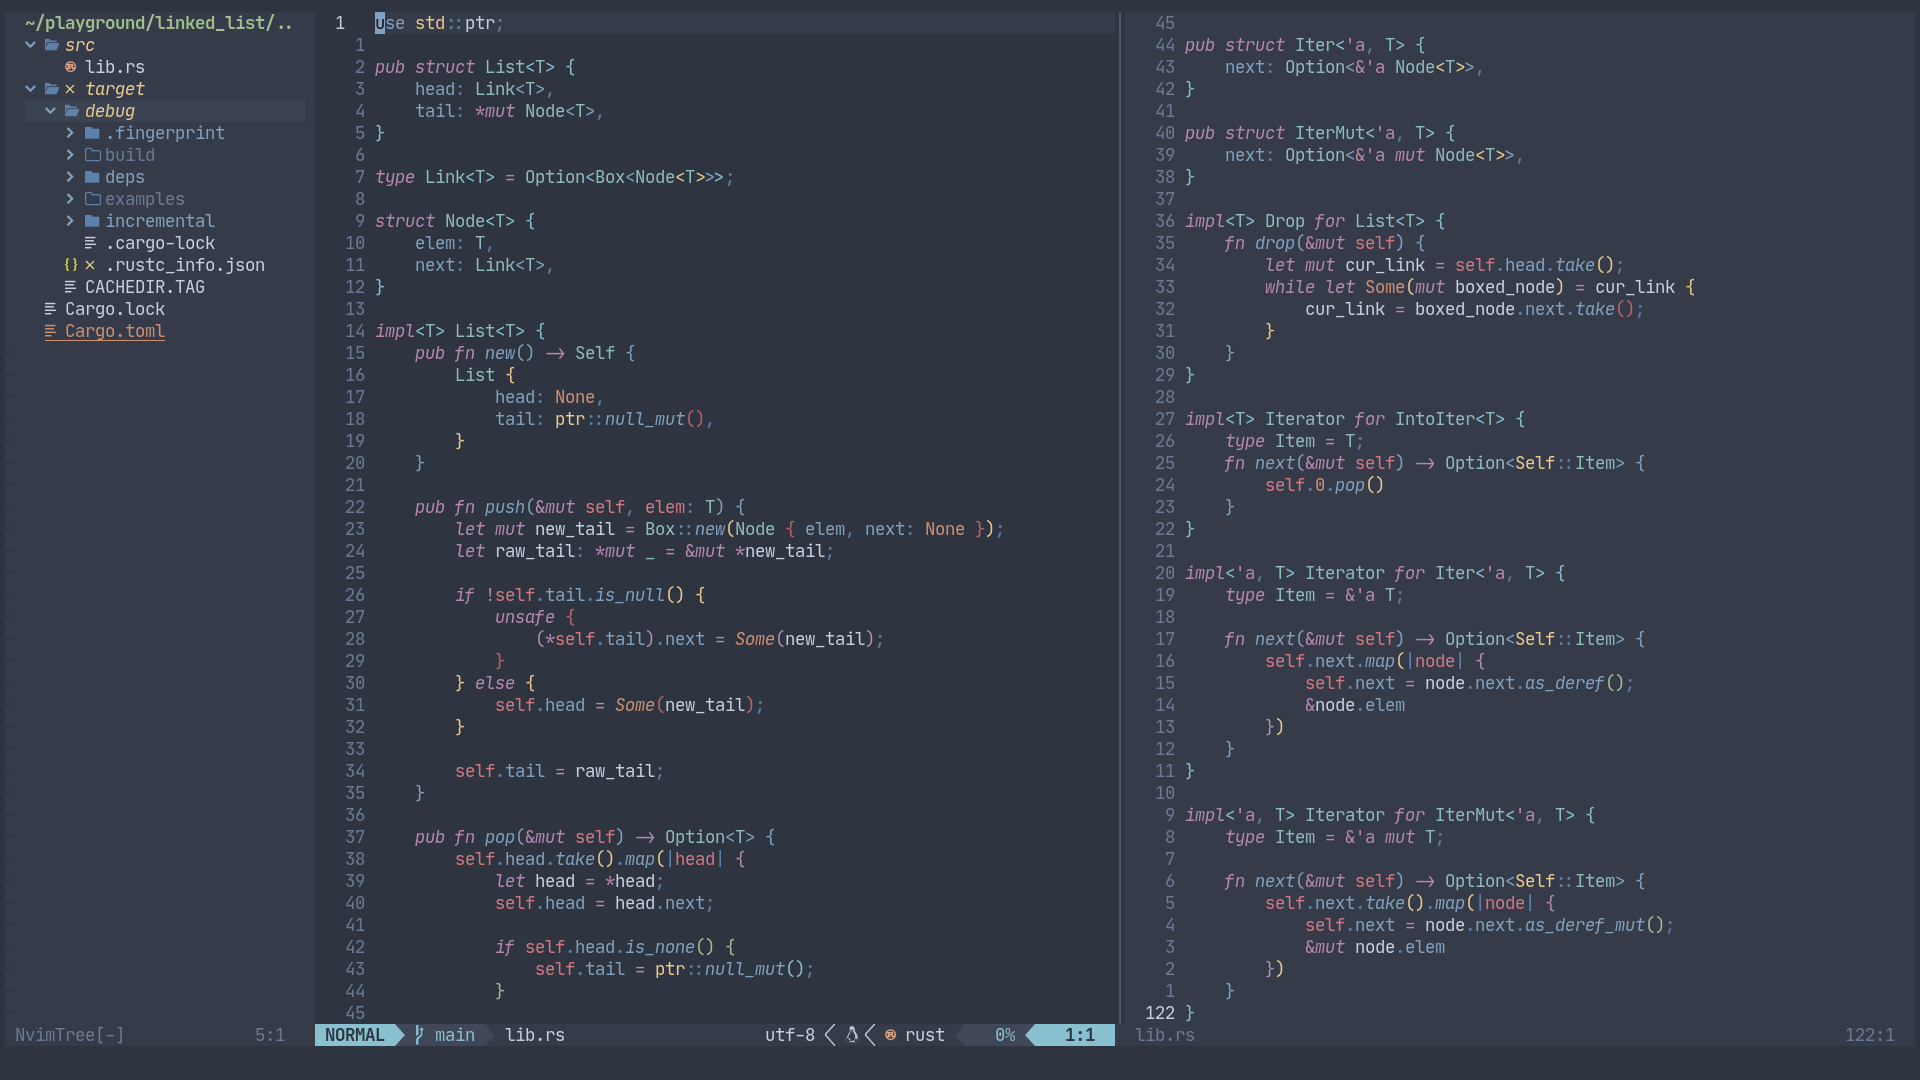 ~/playground/linked_list/..
src
lib.rs
target
debug
.fingerprint
build
deps
examples
incremental
.cargo-lock
{} × .rustc_info.json
CACHEDIR.TAG
Cargo.lock
Cargo.toml
NvimTree[-] 5:1
1 use std::ptr;
1
2 pub struct List<T> {
3 head: Link<T>,
4 tail: *mut Node<T>,
5 }
6
7 type Link<T> = Option<Box<Node<T>>>;
8
9 struct Node<T> {
10 elem: T,
11 next: Link<T>,
12 }
13
14 impl<T> List<T> {
15 pub fn new() -> Self {
16 List {
17 head: None,
18 tail: ptr::null_mut(),
19 }
20 }
21
22 pub fn push(&mut self, elem: T) {
23 let mut new_tail = Box::new(Node { elem, next: None });
24 let raw_tail: *mut _ = &mut *new_tail;
25
26 if !self.tail.is_null() {
27 unsafe {
28 (*self.tail).next = Some(new_tail);
29 }
30 } else {
31 self.head = Some(new_tail);
32 }
33
34 self.tail = raw_tail;
35 }
36
37 pub fn pop(&mut self) -> Option<T> {
38 self.head.take().map(|head| {
39 let head = *head;
40 self.head = head.next;
41
42 if self.head.is_none() {
43 self.tail = ptr::null_mut();
44 }
45
NORMAL main lib.rs utf-8 rust 0% 1:1
45
44 pub struct Iter<'a, T> {
43 next: Option<&'a Node<T>>,
42 }
41
40 pub struct IterMut<'a, T> {
39 next: Option<&'a mut Node<T>>,
38 }
37
36 impl<T> Drop for List<T> {
35 fn drop(&mut self) {
34 let mut cur_link = self.head.take();
33 while let Some(mut boxed_node) = cur_link {
32 cur_link = boxed_node.next.take();
31 }
30 }
29 }
28
27 impl<T> Iterator for IntoIter<T> {
26 type Item = T;
25 fn next(&mut self) -> Option<Self::Item> {
24 self.0.pop()
23 }
22 }
21
20 impl<'a, T> Iterator for Iter<'a, T> {
19 type Item = &'a T;
18
17 fn next(&mut self) -> Option<Self::Item> {
16 self.next.map(|node| {
15 self.next = node.next.as_deref();
14 &node.elem
13 })
12 }
11 }
10
9 impl<'a, T> Iterator for IterMut<'a, T> {
8 type Item = &'a mut T;
7
6 fn next(&mut self) -> Option<Self::Item> {
5 self.next.take().map(|node| {
4 self.next = node.next.as_deref_mut();
3 &mut node.elem
2 })
1 }
122 }
lib.rs 122:1